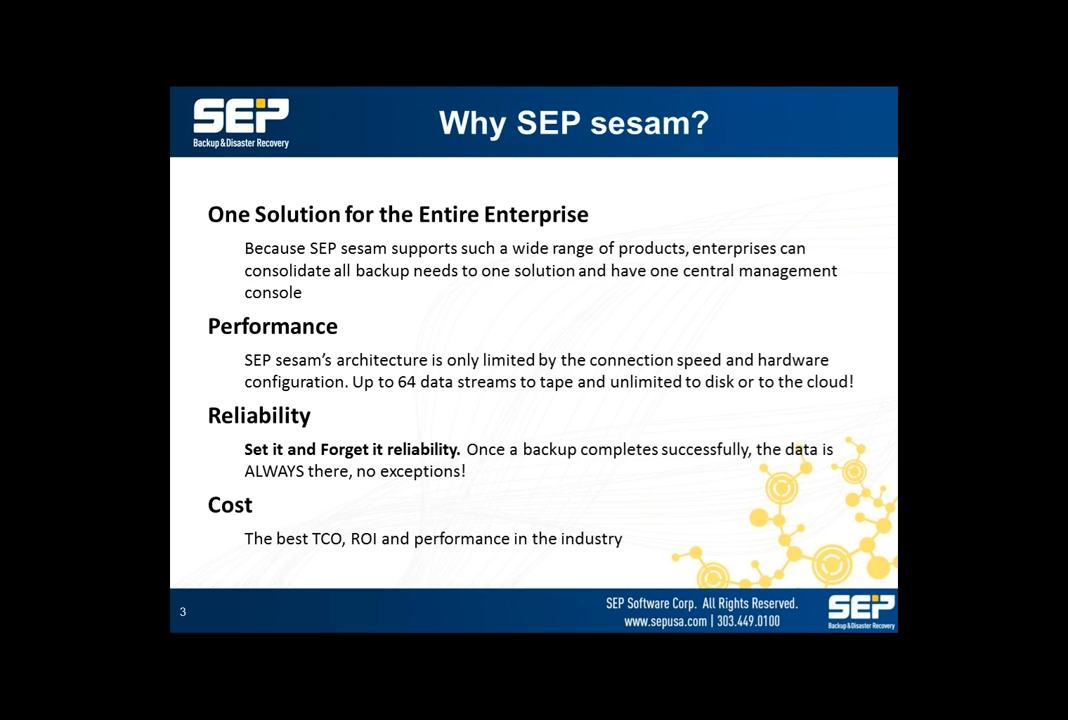 SEP
Backup & Disaster Recovery
Why SEP sesam?
One Solution for the Entire Enterprise
Because SEP sesam supports such a wide range of products, enterprises can
consolidate all backup needs to one solution and have one central management
console
Performance
SEP sesam’s architecture is only limited by the connection speed and hardware
configuration. Up to 64 data streams to tape and unlimited to disk or to the cloud!
Reliability
Set it and Forget it reliability. Once a backup completes successfully, the data is
ALWAYS there, no exceptions!
Cost
The best TCO, ROI and performance in the industry
3
SEP Software Corp. All Rights Reserved.
www.sepusa.com | 303.449.0100
SEP
Backup & Disaster Recovery